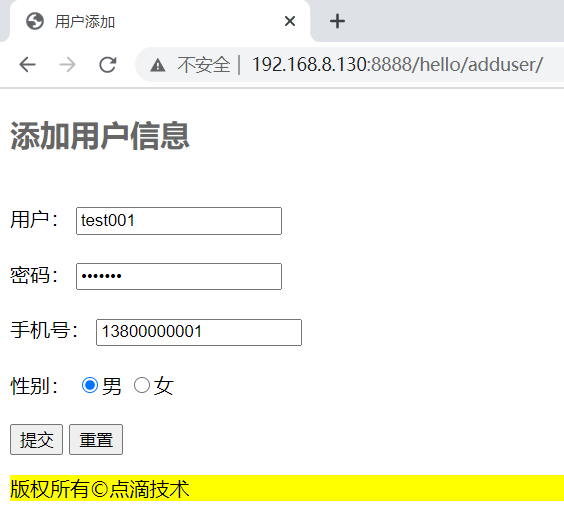 用户添加
不安全 | 192.168.8.130:8888/hello/adduser/
添加用户信息
用户： test001
密码： •••••••
手机号： 13800000001
性别： 男 女
提交 重置
版权所有©点滴技术